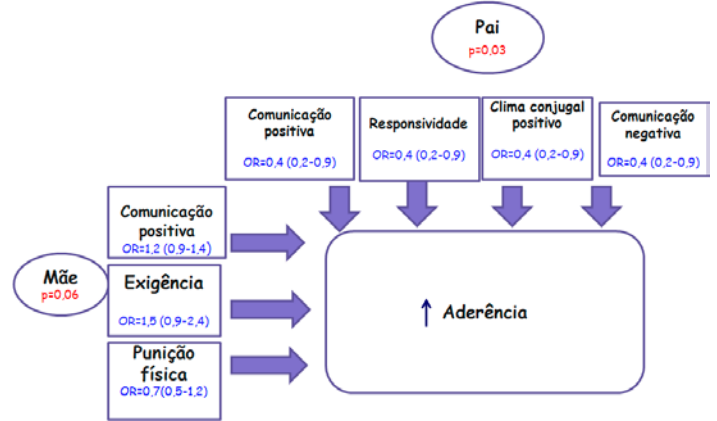 Pai
p=0,03
Comunicação
positiva
OR=0,4 (0,2-0,9)
Responsividade
OR=0,4 (0,2-0,9)
Clima conjugal
positivo
OR=0,4 (0,2-0,9)
Comunicação
negativa
OR=0,4 (0,2-0,9)
Mãe
p=0,06
Comunicação
positiva
OR=1,2 (0,9-1,4)
Exigência
OR=1,5 (0,9-2,4)
Punição
física
OR=0,7(0,5-1,2)
↑ Aderência